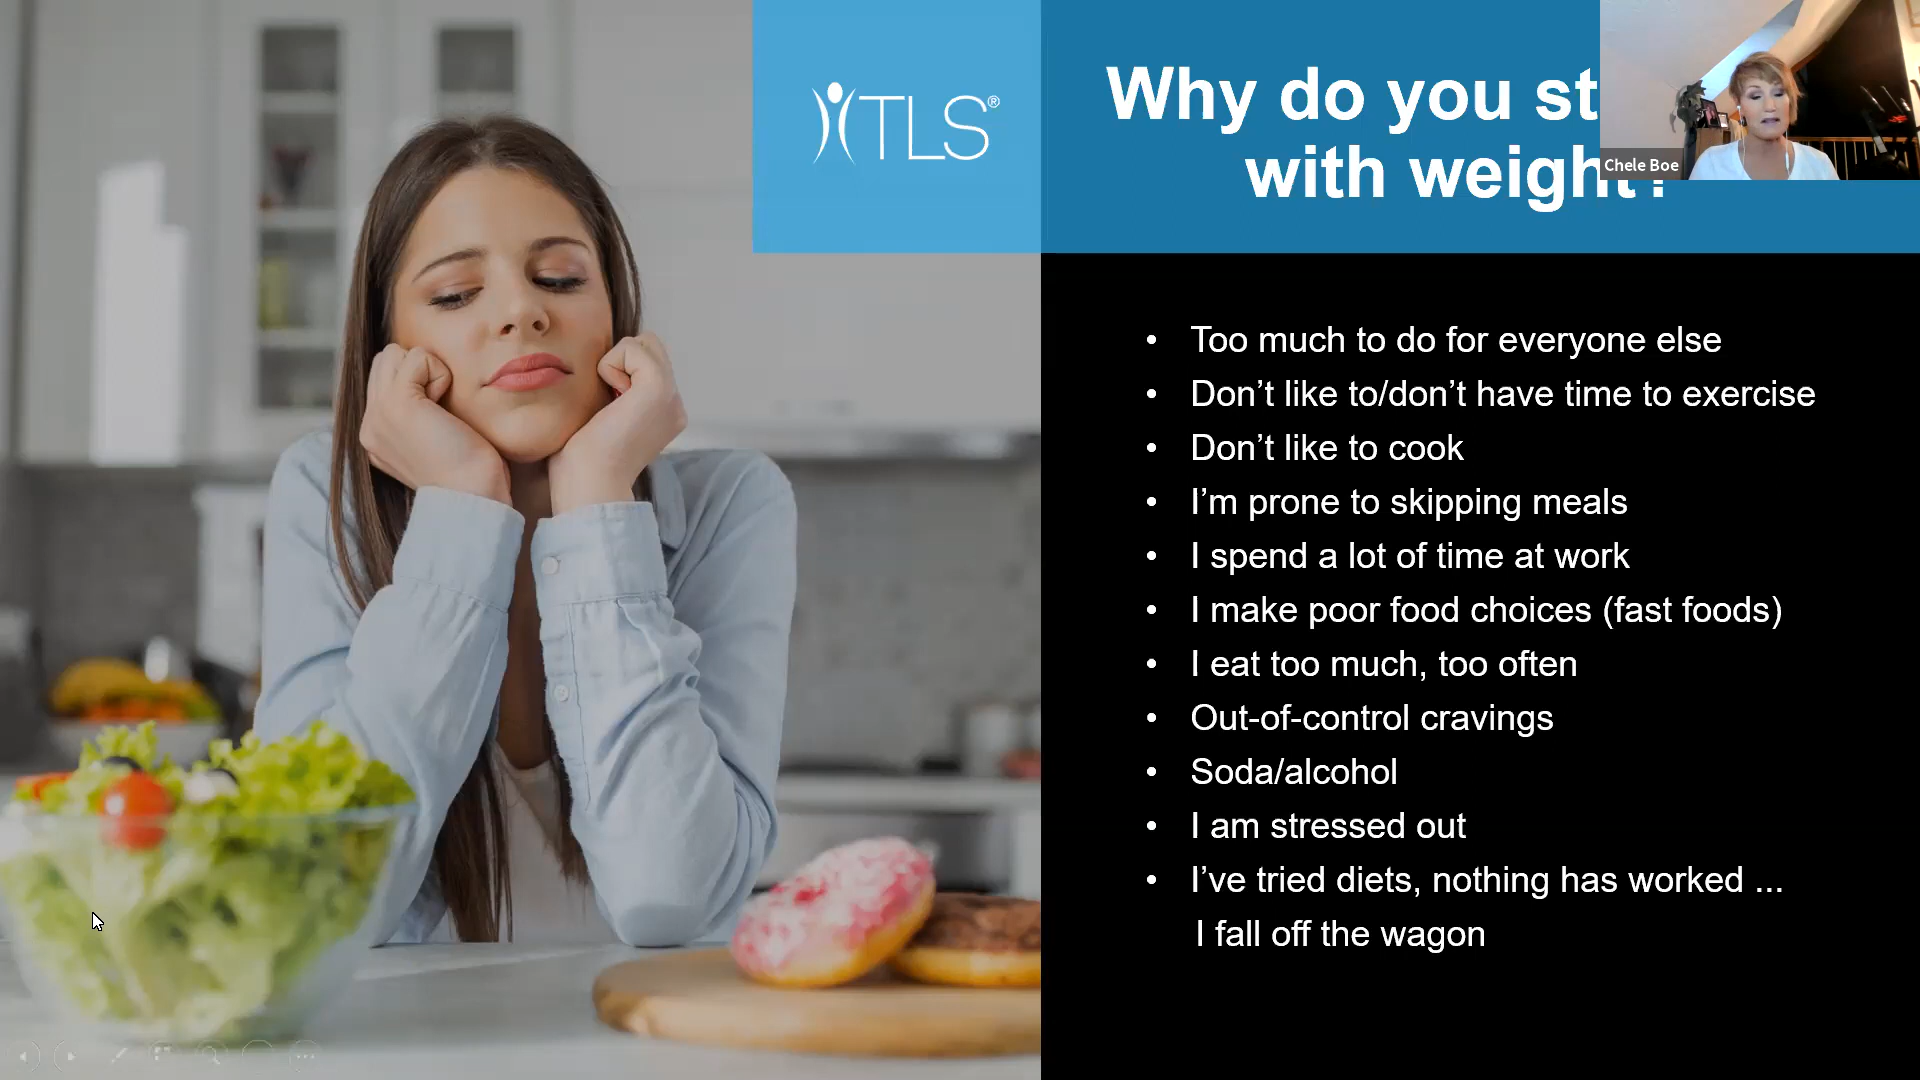 TLS®
Why do you st
with weight?
Chele Boe
• Too much to do for everyone else
• Don’t like to/don’t have time to exercise
• Don’t like to cook
• I’m prone to skipping meals
• I spend a lot of time at work
• I make poor food choices (fast foods)
• I eat too much, too often
• Out-of-control cravings
• Soda/alcohol
• I am stressed out
• I’ve tried diets, nothing has worked ...
I fall off the wagon